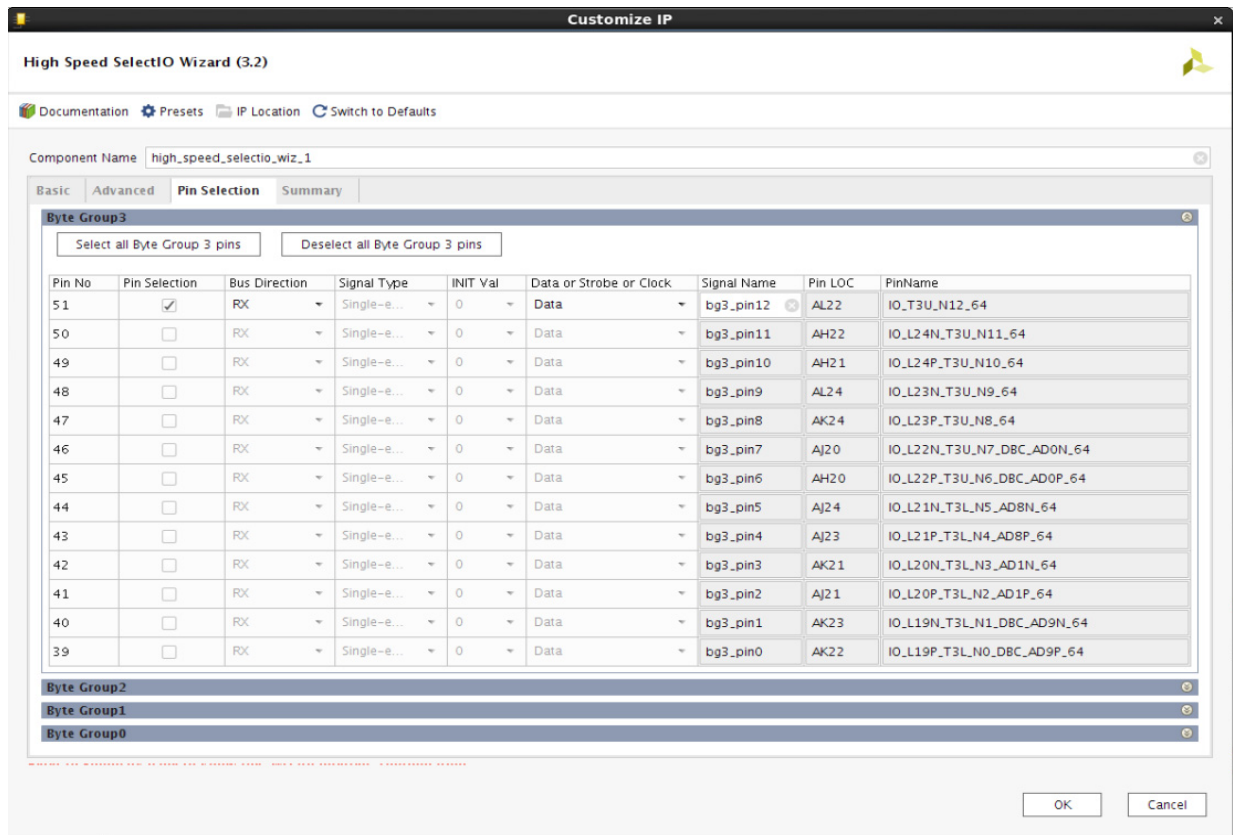 Customize IP
High Speed SelectIO Wizard (3.2)
Documentation Presets IP Location Switch to Defaults
Component Name high_speed_selectio_wiz_1
Basic Advanced Pin Selection Summary
Byte Group3
Select all Byte Group 3 pins Deselect all Byte Group 3 pins
Pin No Pin Selection Bus Direction Signal Type INIT Val Data or Strobe or Clock Signal Name Pin LOC PinName
51 RX Single-e... 0 Data bg3_pin12 AL22 IO_T3U_N12_64
50 RX Single-e... 0 Data bg3_pin11 AH22 IO_L24N_T3U_N11_64
49 RX Single-e... 0 Data bg3_pin10 AH21 IO_L24P_T3U_N10_64
48 RX Single-e... 0 Data bg3_pin9 AL24 IO_L23N_T3U_N9_64
47 RX Single-e... 0 Data bg3_pin8 AK24 IO_L23P_T3U_N8_64
46 RX Single-e... 0 Data bg3_pin7 AJ20 IO_L22N_T3U_N7_DBC_AD0N_64
45 RX Single-e... 0 Data bg3_pin6 AH20 IO_L22P_T3U_N6_DBC_AD0P_64
44 RX Single-e... 0 Data bg3_pin5 AJ24 IO_L21N_T3L_N5_AD8N_64
43 RX Single-e... 0 Data bg3_pin4 AJ23 IO_L21P_T3L_N4_AD8P_64
42 RX Single-e... 0 Data bg3_pin3 AK21 IO_L20N_T3L_N3_AD1N_64
41 RX Single-e... 0 Data bg3_pin2 AJ21 IO_L20P_T3L_N2_AD1P_64
40 RX Single-e... 0 Data bg3_pin1 AK23 IO_L19N_T3L_N1_DBC_AD9N_64
39 RX Single-e... 0 Data bg3_pin0 AK22 IO_L19P_T3L_N0_DBC_AD9P_64
Byte Group2
Byte Group1
Byte Group0
OK Cancel